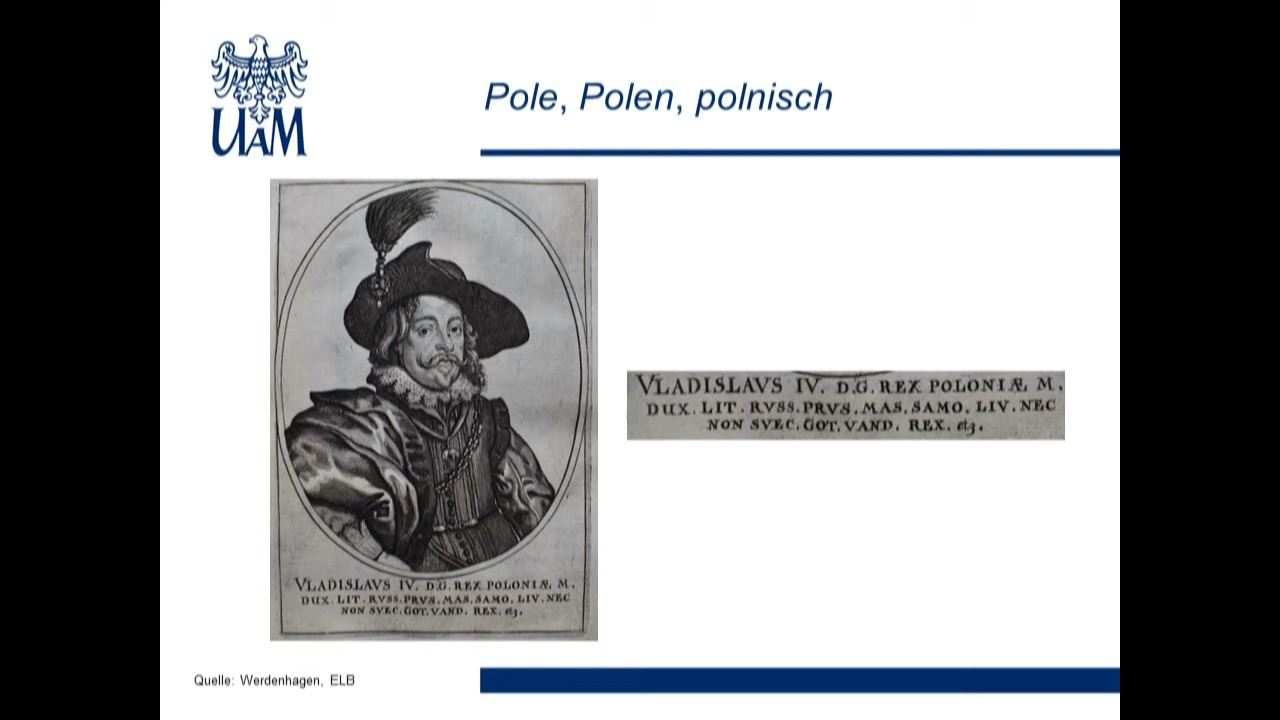 UAM
Pole, Polen, polnisch
VLADISLAVS IV. D.G. REX POLONIÆ M.
DUX. LIT. RVSS. PRVS. MAS. SAMO. LIV. NEC
NON SVEC. GOT. VAND. REX. etz.
VLADISLAVS IV. D.G. REX POLONIÆ M.
DUX. LIT. RVSS. PRVS. MAS. SAMO. LIV. NEC
NON SVEC. GOT. VAND. REX. etz.
Quelle: Werdenhagen, ELB